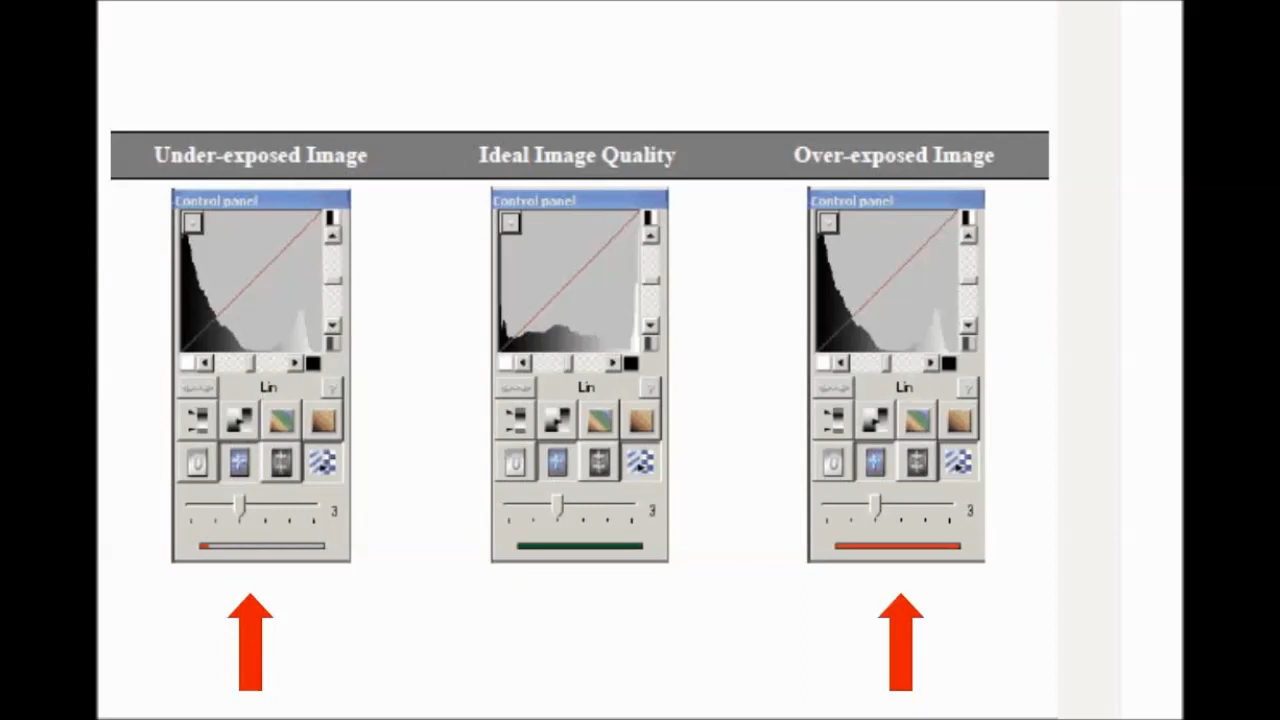 Under-exposed Image Ideal Image Quality Over-exposed Image
Control panel Control panel Control panel
Lin ? Lin ? Lin ?
3 3 3